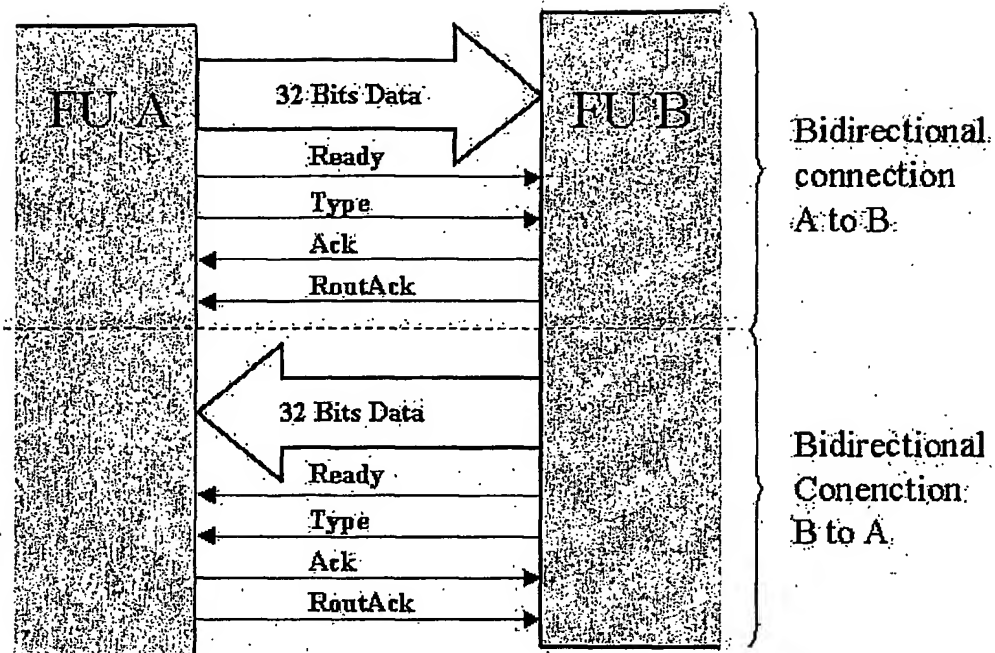 FU A
32 Bits Data
FU B
Ready
Type
Ack
RoutAck
Bidirectional
connection
A to B
32 Bits Data
Ready
Type
Ack
RoutAck
Bidirectional
Conenction
B to A